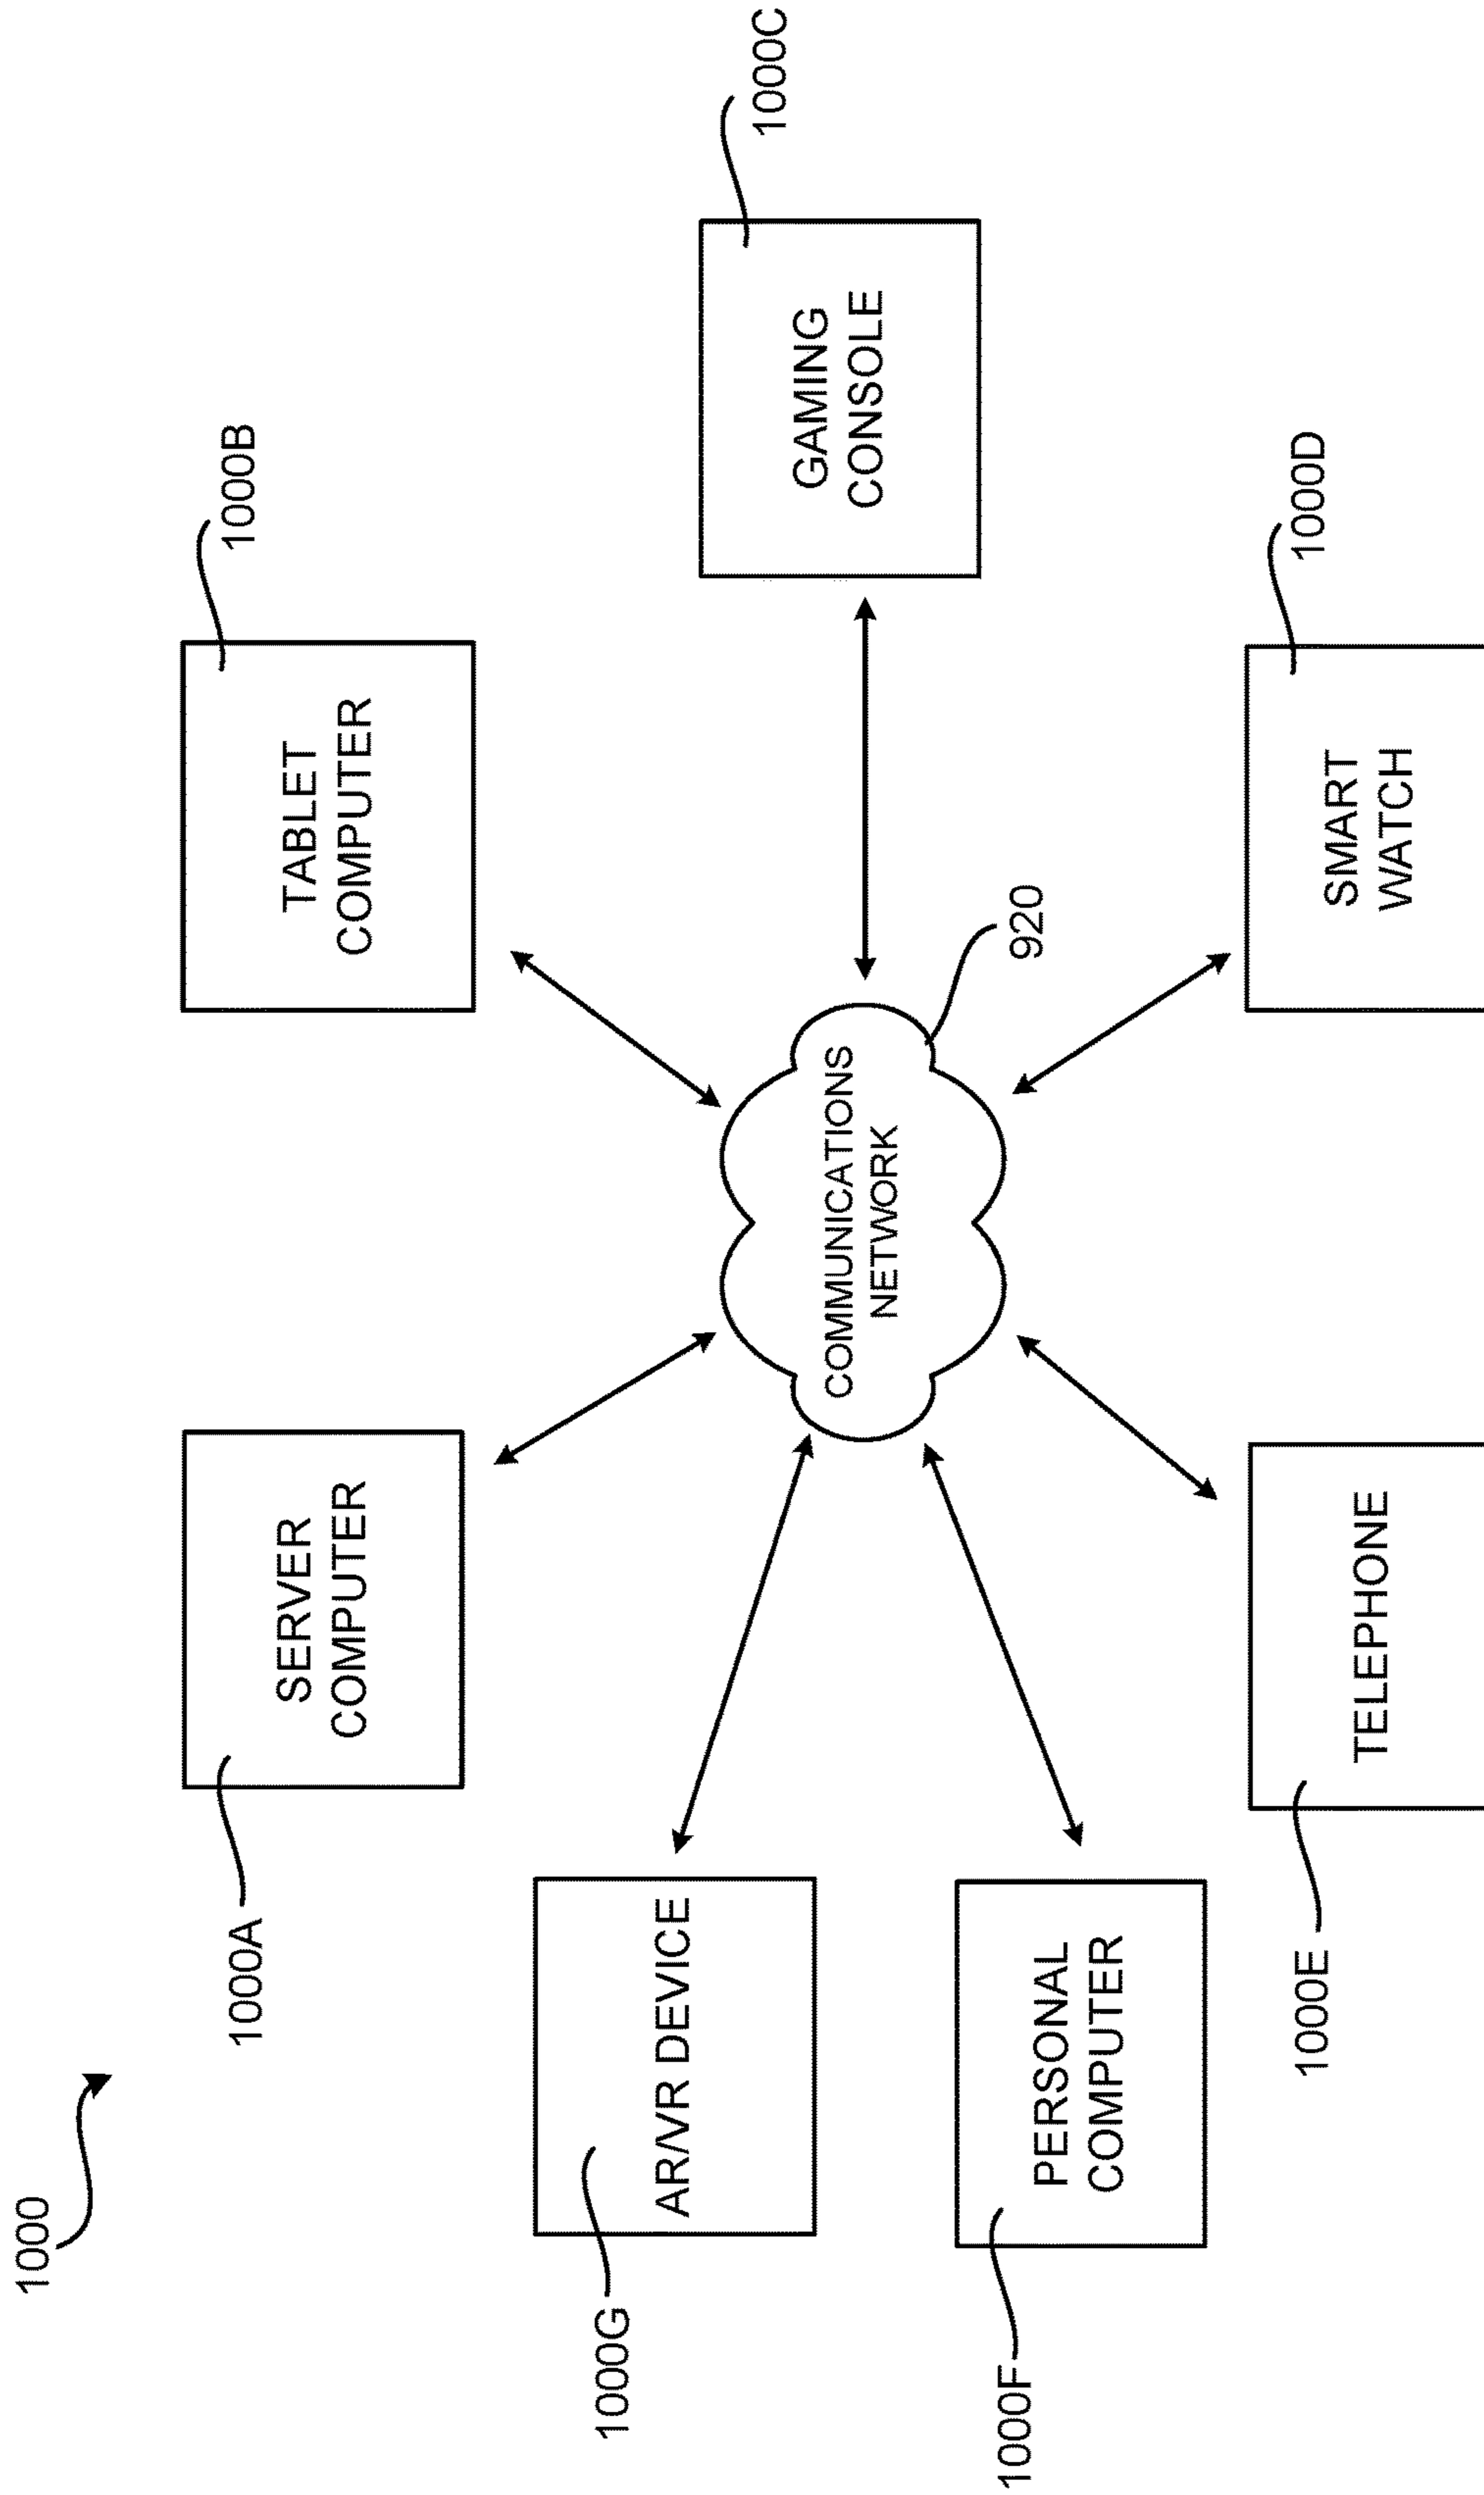 1000
1000A
SERVER
COMPUTER
TABLET
COMPUTER
1000B
1000G
AR/VR DEVICE
COMMUNICATIONS
NETWORK
920
GAMING
CONSOLE
1000C
1000F
PERSONAL
COMPUTER
1000E
TELEPHONE
SMART
WATCH
1000D